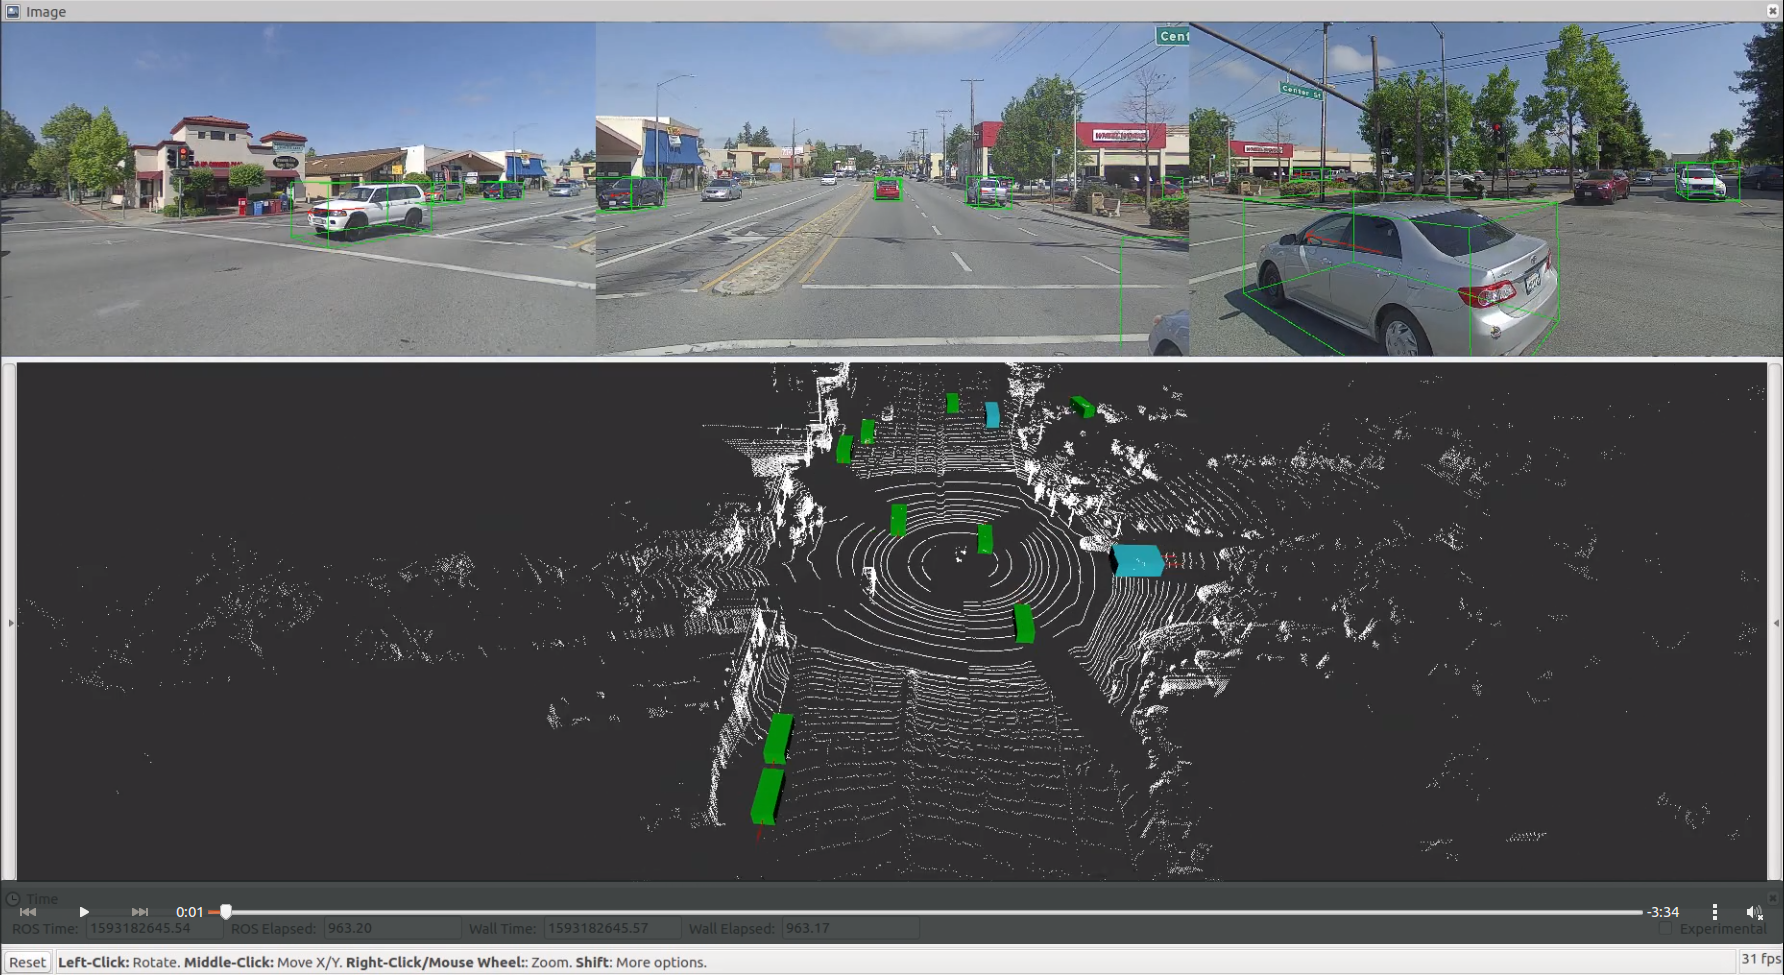 Image
Cent
Center St
Time
0:01
-3:34
ROS Time: 1593182645.54 ROS Elapsed: 963.20 Wall Time: 1593182645.57 Wall Elapsed: 963.17 Experimental
Reset Left-Click: Rotate. Middle-Click: Move X/Y. Right-Click/Mouse Wheel:: Zoom. Shift: More options. 31 fps